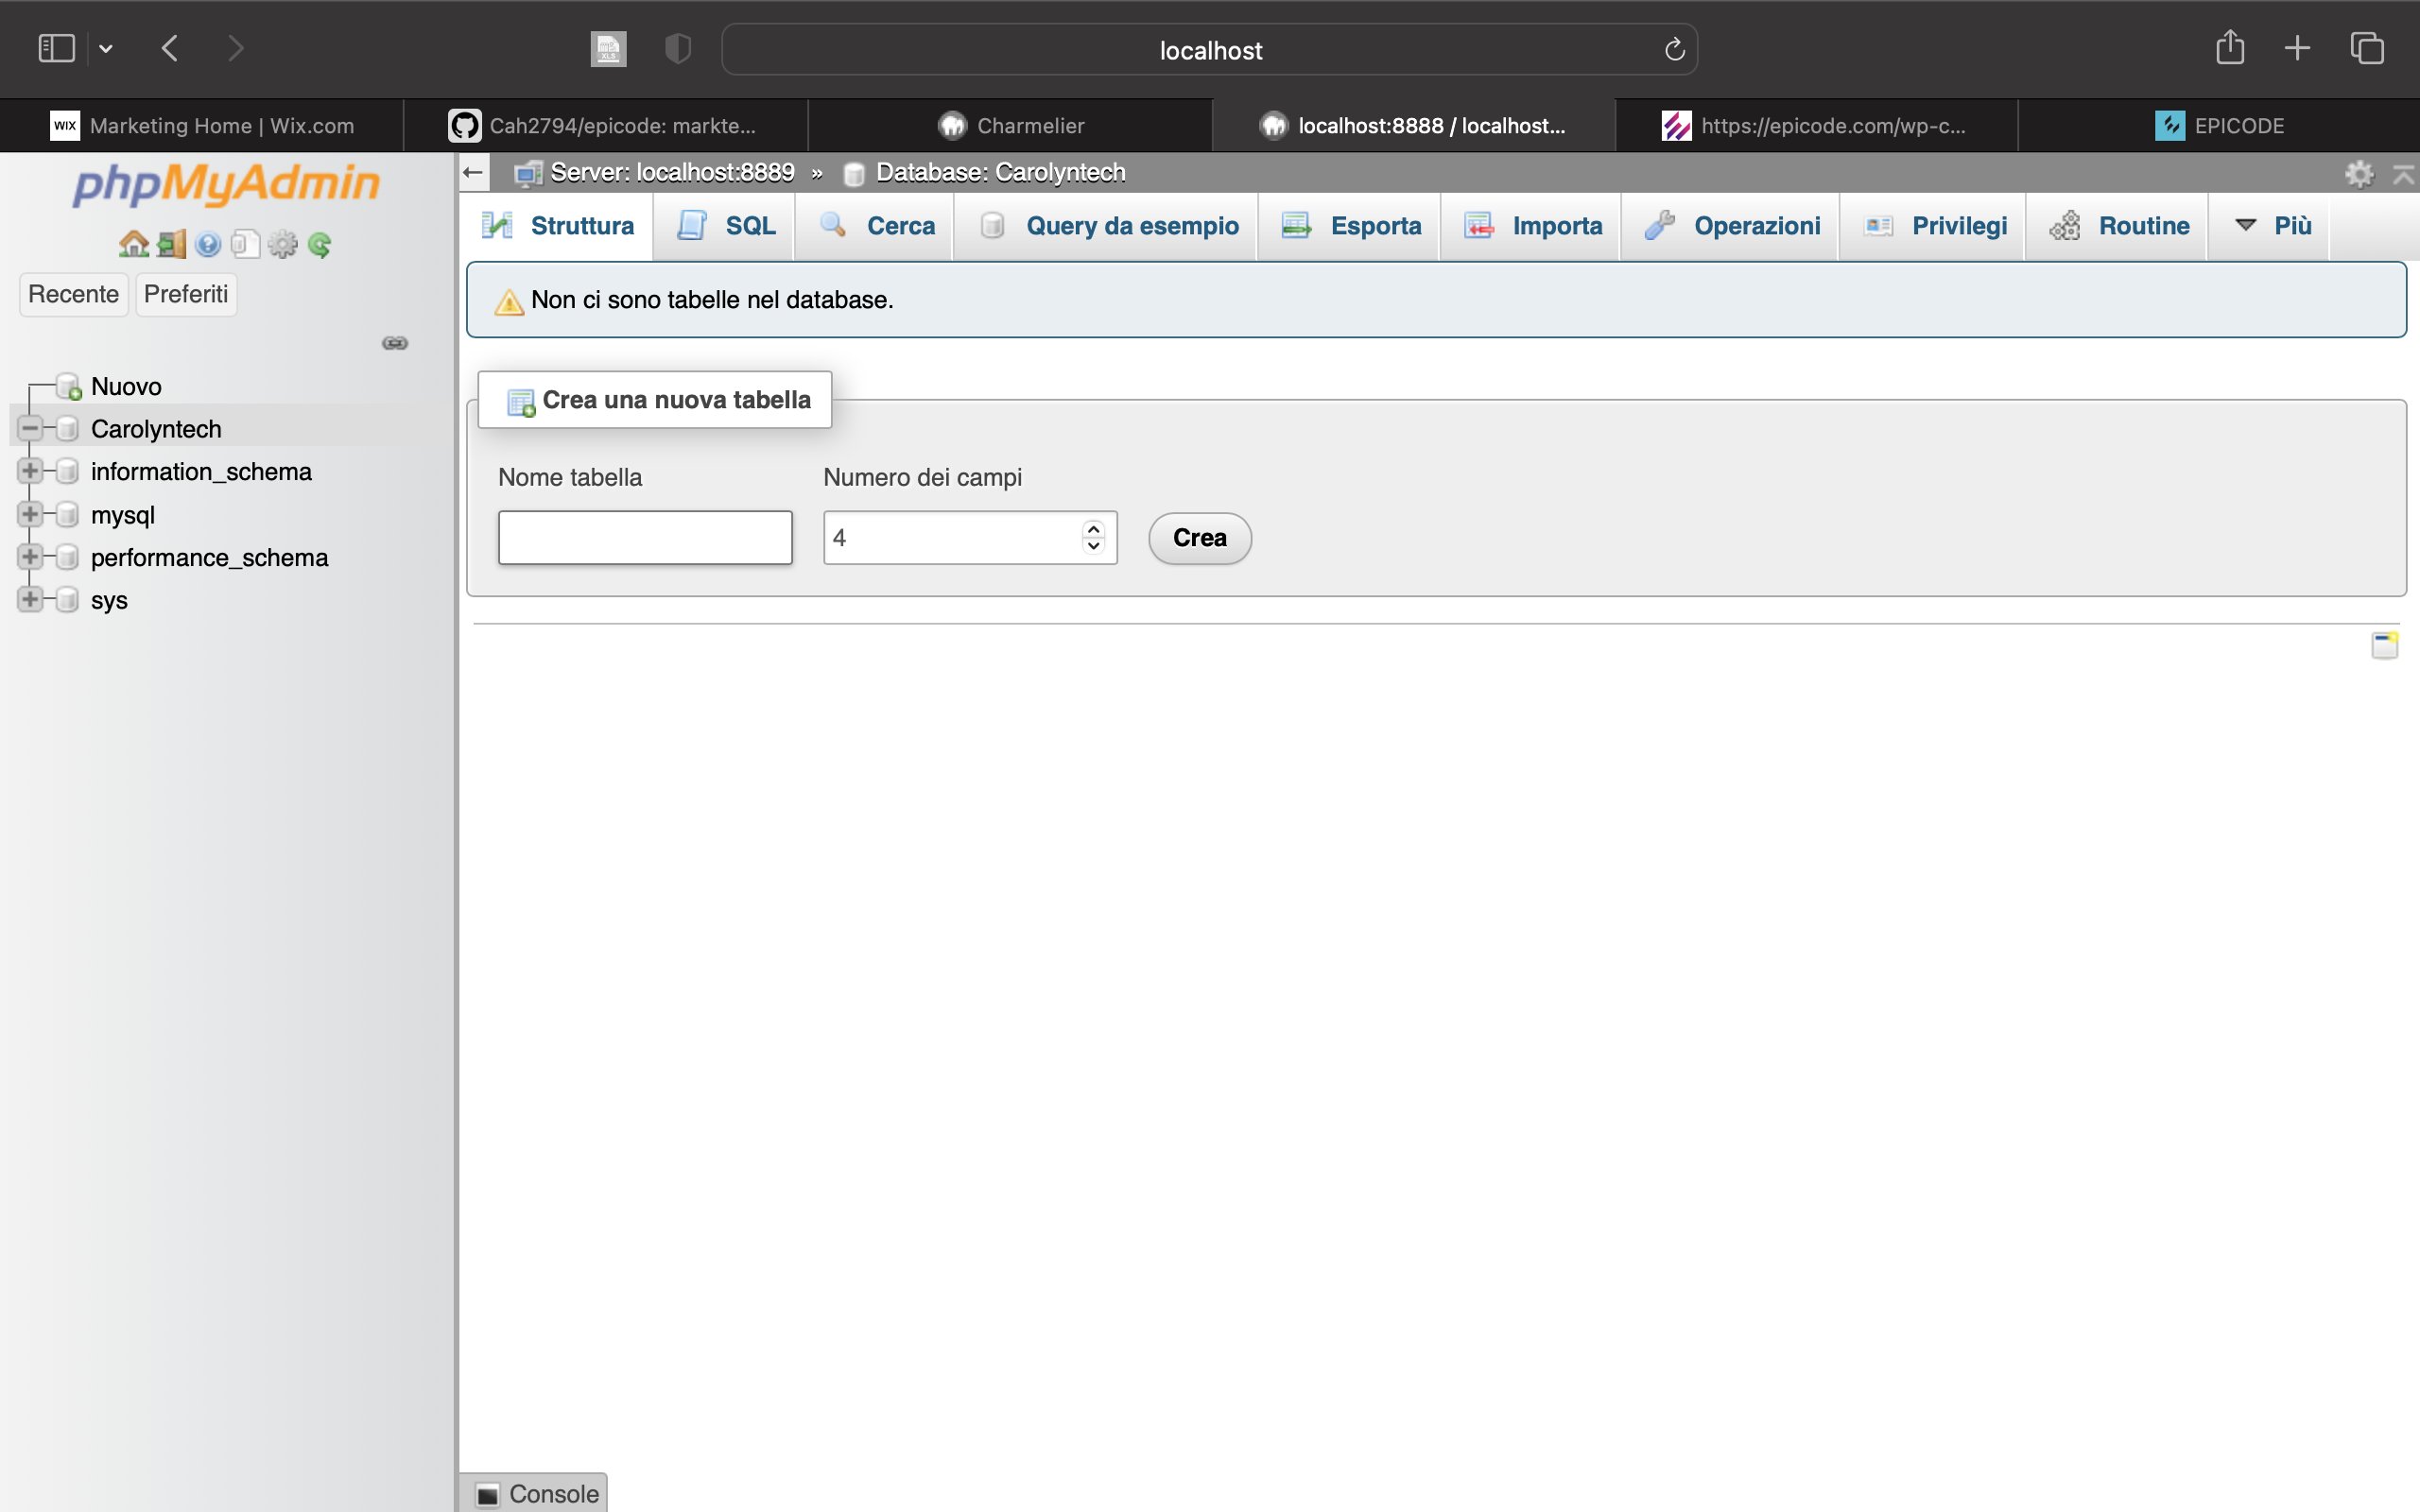 localhost
WIX Marketing Home | Wix.com
Cah2794/epicode: markte...
Charmelier
localhost:8888 / localhost...
https://epicode.com/wp-c...
EPICODE
phpMyAdmin
Server: localhost:8889 » Database: Carolyntech
Struttura SQL Cerca Query da esempio Esporta Importa Operazioni Privilegi Routine Più
Recente Preferiti
Nuovo
Carolyntech
information_schema
mysql
performance_schema
sys
Non ci sono tabelle nel database.
Crea una nuova tabella
Nome tabella Numero dei campi
4 Crea
Console